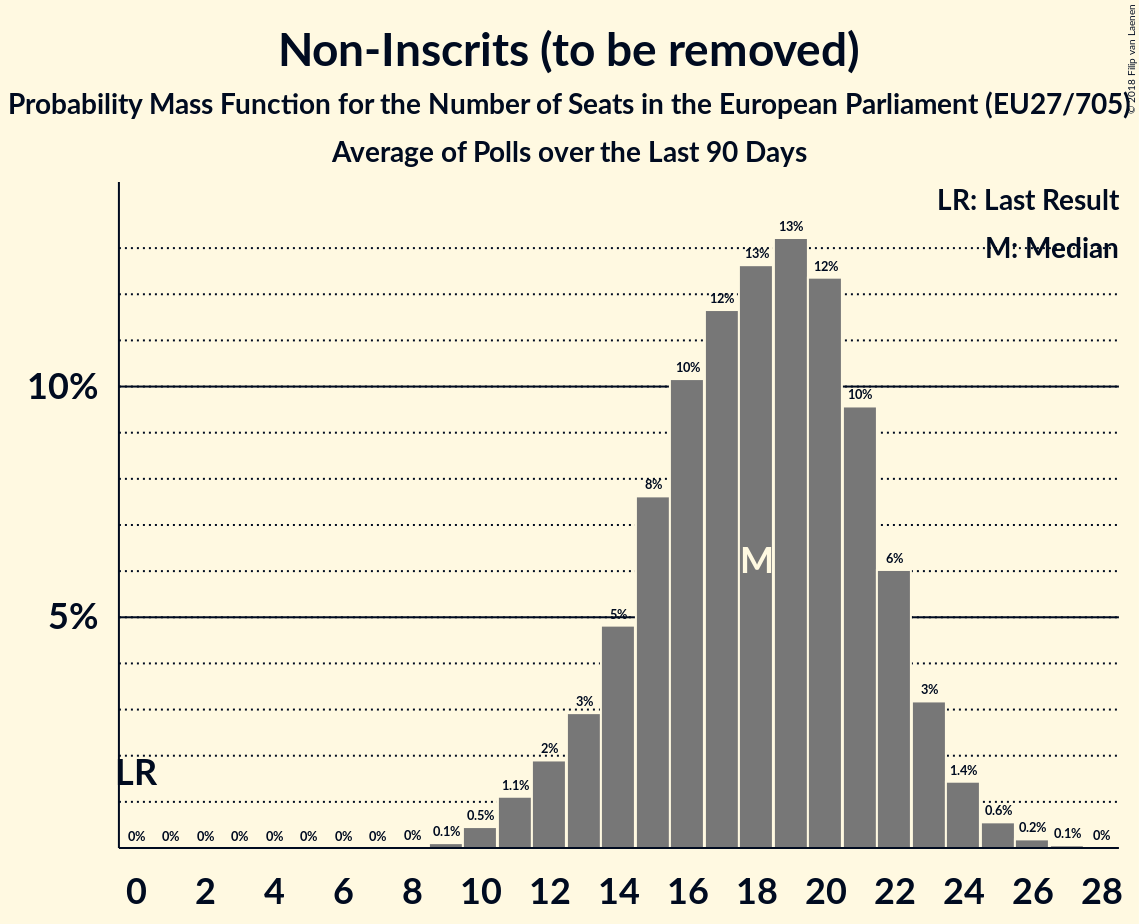 Non-Inscrits (to be removed)
Probability Mass Function for the Number of Seats in the European Parliament (EU27/705)
Average of Polls over the Last 90 Days
© 2018 Filip van Laenen
LR: Last Result
M: Median
13%
13%
12%
12%
10%
10%
10%
8%
6%
5%
5%
3%
3%
2%
1.4%
1.1%
0.6%
0.5%
0.2%
0.1%
0.1%
M
LR
0% 0% 0% 0% 0% 0% 0% 0% 0% 0%
0 2 4 6 8 10 12 14 16 18 20 22 24 26 28